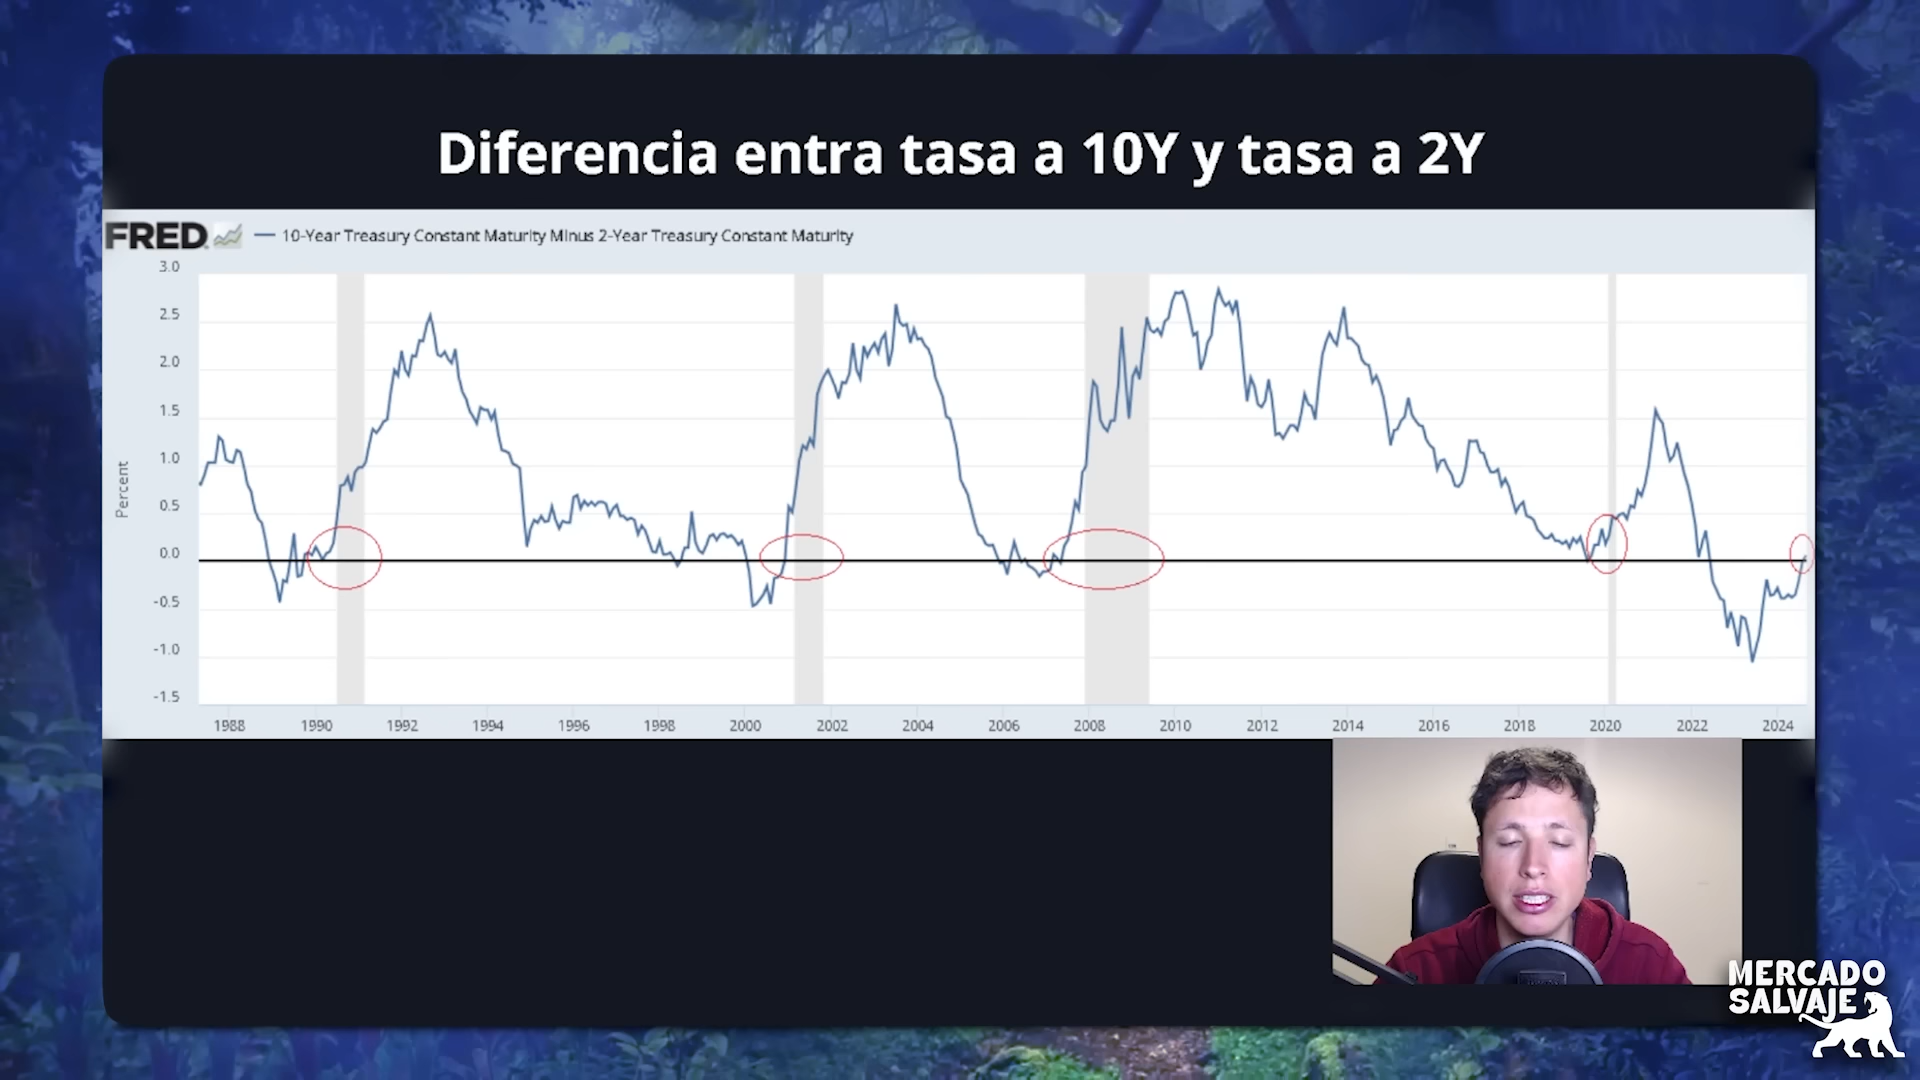 Diferencia entra tasa a 10Y y tasa a 2Y
FRED
10-Year Treasury Constant Maturity Minus 2-Year Treasury Constant Maturity
3.0
2.5
2.0
1.5
1.0
0.5
0.0
-0.5
-1.0
-1.5
Percent
1988 1990 1992 1994 1996 1998 2000 2002 2004 2006 2008 2010 2012 2014 2016 2018 2020 2022 2024
MERCADO
SALVAJE